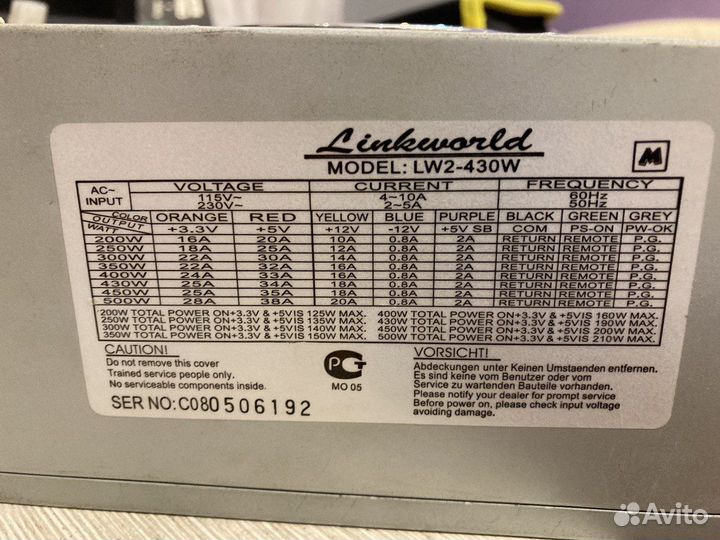 Linkworld
MODEL: LW2-430W
M
AC~ INPUT VOLTAGE CURRENT FREQUENCY
115V~ 4~10A 60Hz
230V~ 2~5A 50Hz
COLOR OUTPUT WATT ORANGE RED YELLOW BLUE PURPLE BLACK GREEN GREY
+3.3V +5V +12V -12V +5V SB COM PS-ON PW-OK
200W 16A 20A 10A 0.8A 2A RETURN REMOTE P.G.
250W 18A 25A 12A 0.8A 2A RETURN REMOTE P.G.
300W 22A 30A 14A 0.8A 2A RETURN REMOTE P.G.
350W 22A 32A 16A 0.8A 2A RETURN REMOTE P.G.
400W 24A 33A 16A 0.8A 2A RETURN REMOTE P.G.
430W 25A 34A 18A 0.8A 2A RETURN REMOTE P.G.
450W 25A 35A 18A 0.8A 2A RETURN REMOTE P.G.
500W 28A 38A 20A 0.8A 2A RETURN REMOTE P.G.
200W TOTAL POWER ON+3.3V & +5VIS 125W MAX. 400W TOTAL POWER ON+3.3V & +5VIS 160W MAX.
250W TOTAL POWER ON+3.3V & +5VIS 135W MAX. 430W TOTAL POWER ON+3.3V & +5VIS 190W MAX.
300W TOTAL POWER ON+3.3V & +5VIS 140W MAX. 450W TOTAL POWER ON+3.3V & +5VIS 200W MAX.
350W TOTAL POWER ON+3.3V & +5VIS 150W MAX. 500W TOTAL POWER ON+3.3V & +5VIS 210W MAX.
CAUTION!
Do not remove this cover
Trained service people only.
No serviceable components inside.
SER NO:C080506192
РСТ
MO 05
VORSICHT!
Abdeckungen unter Keinen Umstaenden entfernen.
Es sind keine vom Benutzer oder vom
Service zu wartenden Bauteile vorhanden.
Please notify your dealer for prompt service
Before power on, please check input voltage
avoiding damaging.
Avito